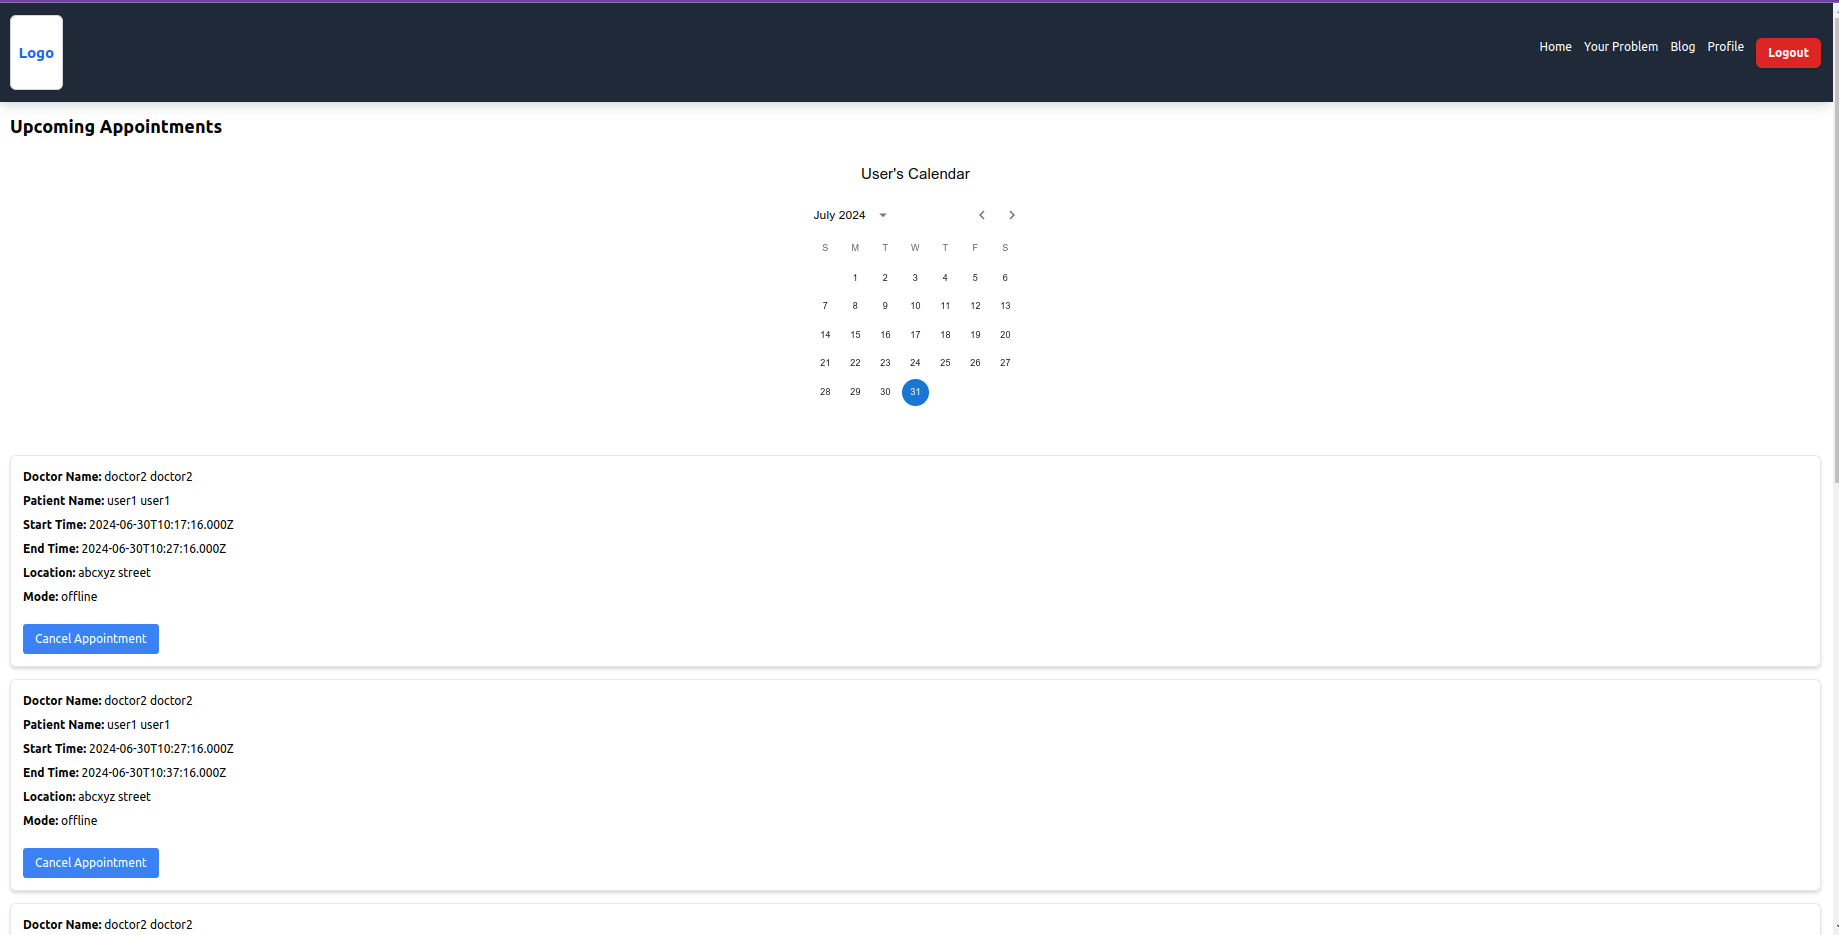 Logo
Home Your Problem Blog Profile Logout
Upcoming Appointments
User's Calendar
July 2024
S M T W T F S
1 2 3 4 5 6
7 8 9 10 11 12 13
14 15 16 17 18 19 20
21 22 23 24 25 26 27
28 29 30 31
Doctor Name: doctor2 doctor2
Patient Name: user1 user1
Start Time: 2024-06-30T10:17:16.000Z
End Time: 2024-06-30T10:27:16.000Z
Location: abcxyz street
Mode: offline
Cancel Appointment
Doctor Name: doctor2 doctor2
Patient Name: user1 user1
Start Time: 2024-06-30T10:27:16.000Z
End Time: 2024-06-30T10:37:16.000Z
Location: abcxyz street
Mode: offline
Cancel Appointment
Doctor Name: doctor2 doctor2